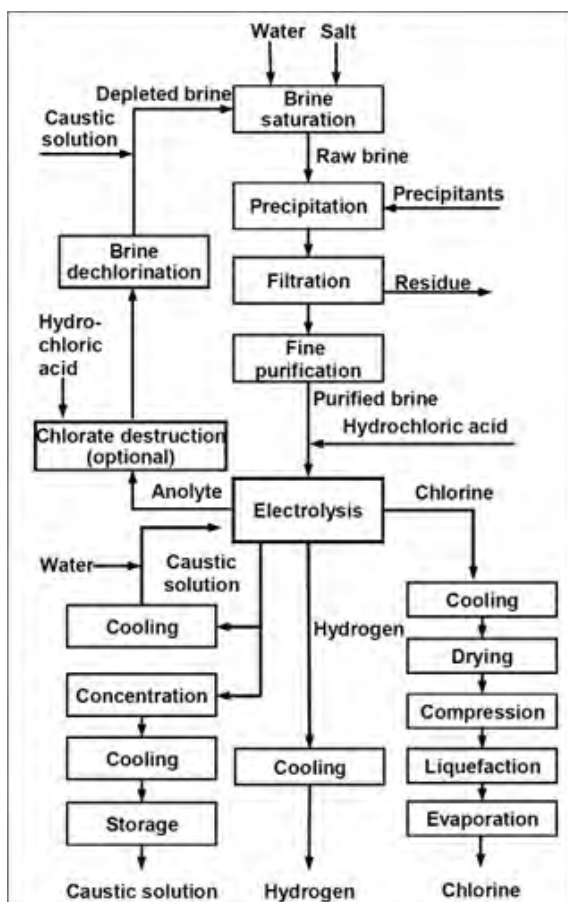 Water Salt
Depleted brine
Brine
saturation
Caustic
solution
Raw brine
Precipitation
Precipitants
Brine
dechlorination
Filtration
Residue
Hydro-
chloric
acid
Fine
purification
Purified brine
Hydrochloric acid
Chlorate destruction
(optional)
Anolyte
Electrolysis
Chlorine
Water
Caustic
solution
Cooling
Cooling
Hydrogen
Drying
Concentration
Compression
Cooling
Cooling
Liquefaction
Storage
Evaporation
Caustic solution Hydrogen Chlorine